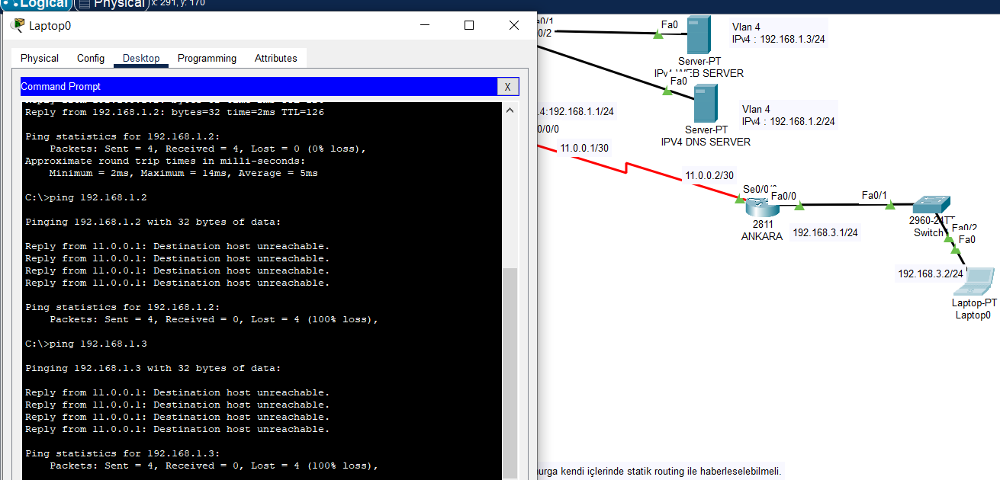 Logical Physical x: 291, y: 170
Laptop0
Physical Config Desktop Programming Attributes
Command Prompt X
Reply from 192.168.1.2: bytes=32 time=2ms TTL=126
Ping statistics for 192.168.1.2:
Packets: Sent = 4, Received = 4, Lost = 0 (0% loss),
Approximate round trip times in milli-seconds:
Minimum = 2ms, Maximum = 14ms, Average = 5ms
C:\>ping 192.168.1.2
Pinging 192.168.1.2 with 32 bytes of data:
Reply from 11.0.0.1: Destination host unreachable.
Reply from 11.0.0.1: Destination host unreachable.
Reply from 11.0.0.1: Destination host unreachable.
Reply from 11.0.0.1: Destination host unreachable.
Ping statistics for 192.168.1.2:
Packets: Sent = 4, Received = 0, Lost = 4 (100% loss),
C:\>ping 192.168.1.3
Pinging 192.168.1.3 with 32 bytes of data:
Reply from 11.0.0.1: Destination host unreachable.
Reply from 11.0.0.1: Destination host unreachable.
Reply from 11.0.0.1: Destination host unreachable.
Reply from 11.0.0.1: Destination host unreachable.
Ping statistics for 192.168.1.3:
Packets: Sent = 4, Received = 0, Lost = 4 (100% loss),
0/2
Fa0
Vlan 4
IPv4 : 192.168.1.3/24
Server-PT
WEB SERVER
Fa0
Vlan 4
IPv4 : 192.168.1.2/24
Server-PT
IPV4 DNS SERVER
.4:192.168.1.1/24
0/0/0
11.0.0.1/30
11.0.0.2/30
Fa0/0
2811
ANKARA
192.168.3.1/24
Fa0/1
Switch
Fa0/2
Fa0
192.168.3.2/24
Laptop-PT
Laptop0
kendi içlerinde statik routing ile haberleselebilmeli.